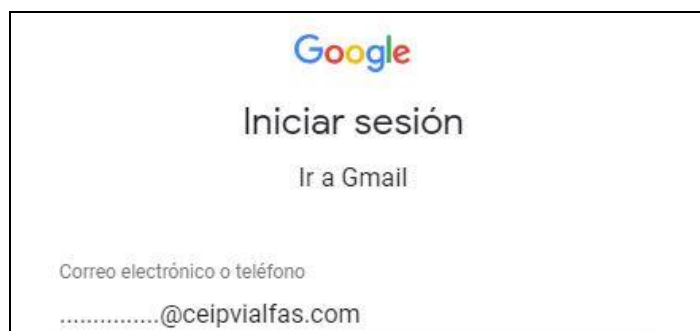 Google
Iniciar sesión
Ir a Gmail
Correo electrónico o teléfono
...............@ceipvialfas.com